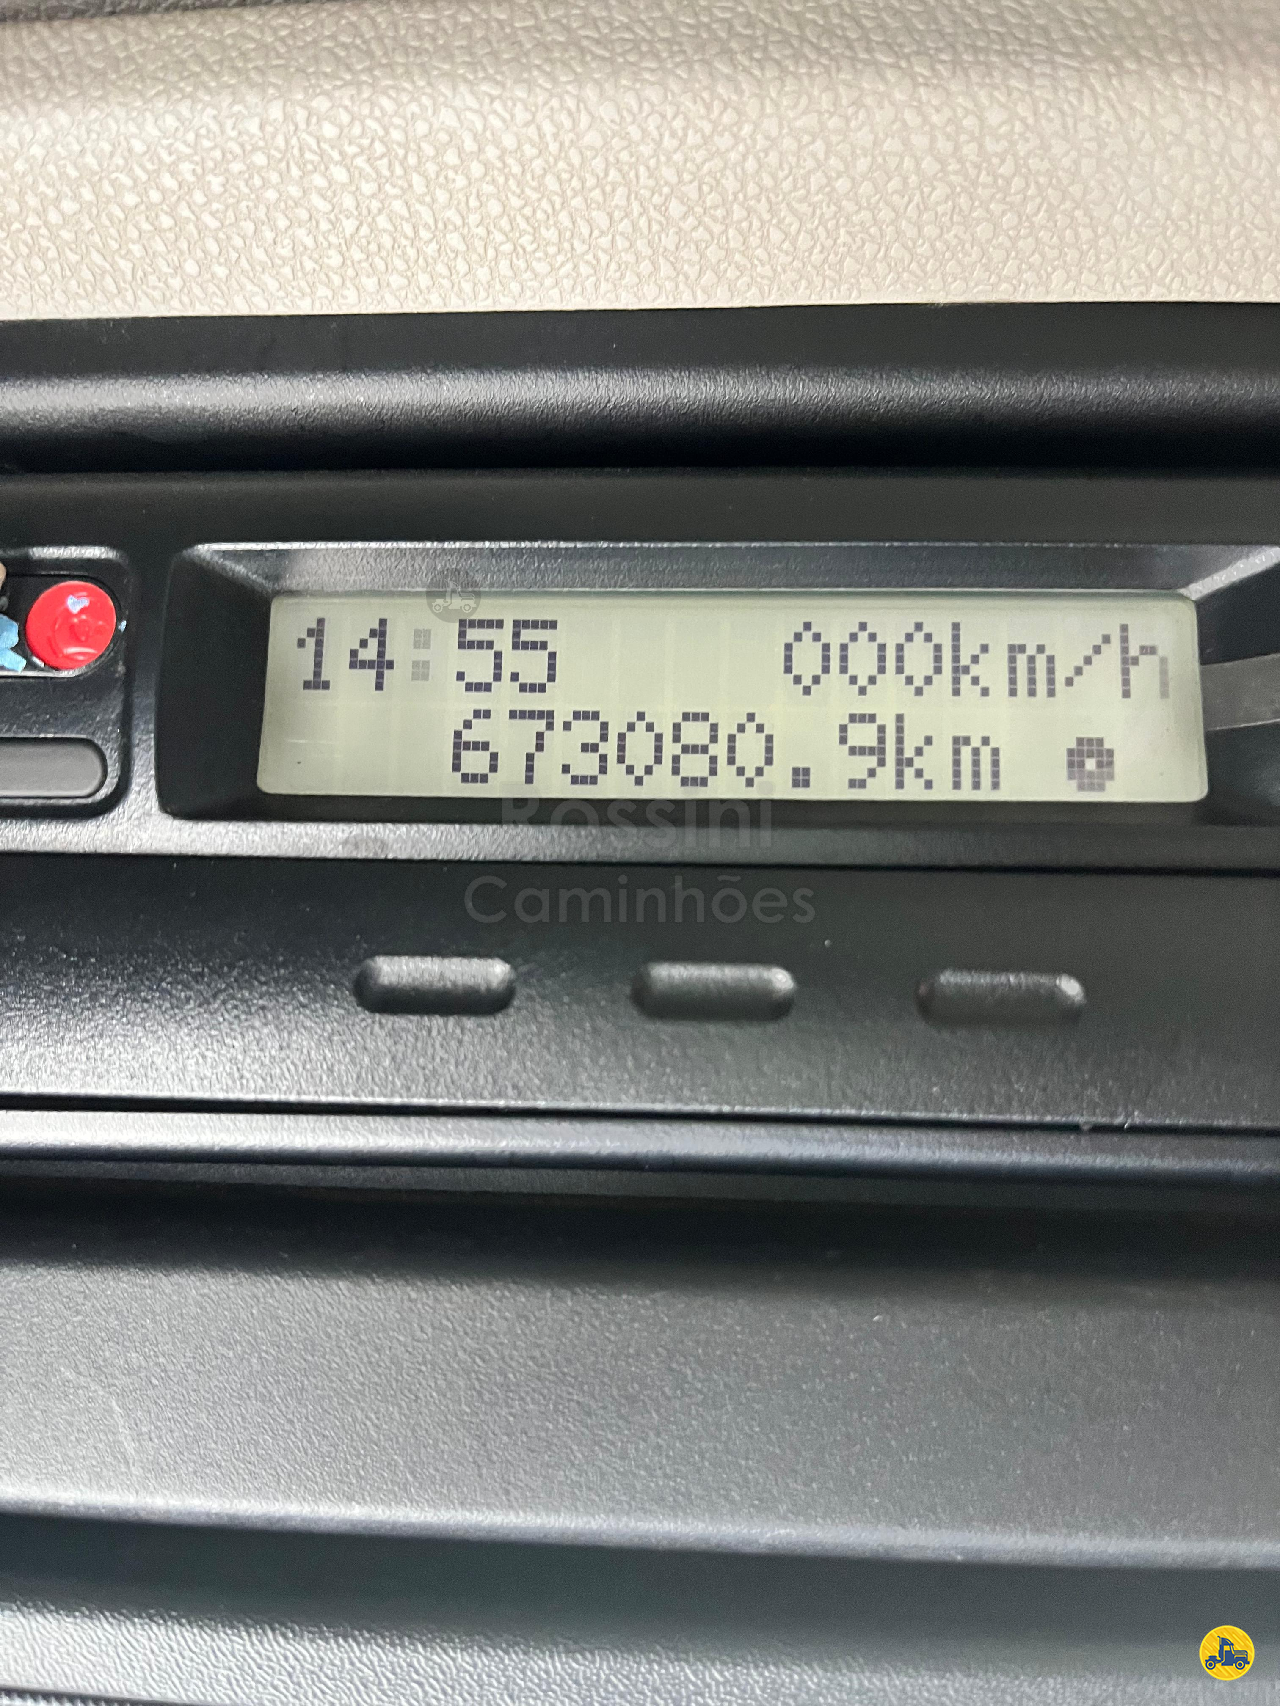 14:55 000km/h
673080.9km
Rossini
Caminhões